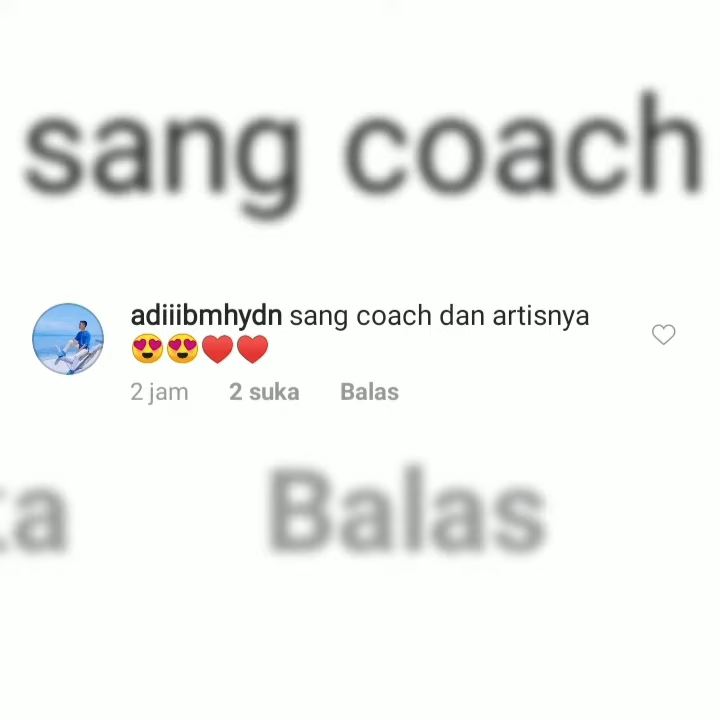 sang coach
adiiibmhydn sang coach dan artisnya
😍😍❤️❤️
2 jam 2 suka Balas
Balas